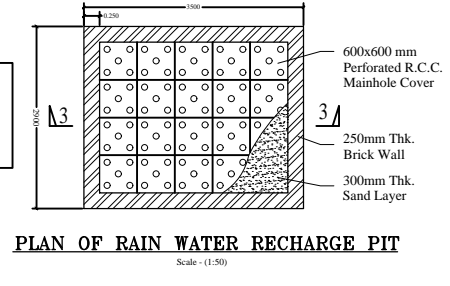 3500
0.250
2900
3
3
600x600 mm
Perforated R.C.C.
Mainhole Cover
250mm Thk.
Brick Wall
300mm Thk.
Sand Layer
PLAN OF RAIN WATER RECHARGE PIT
Scale - (1:50)